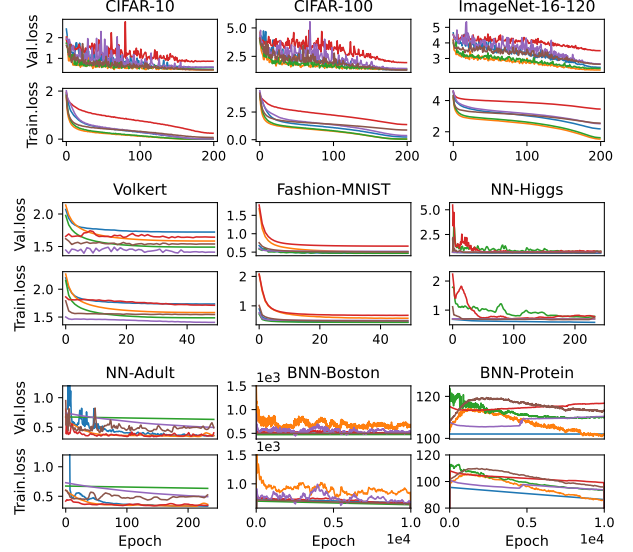 CIFAR-10 CIFAR-100 ImageNet-16-120
Val.loss
2
1
5.0
2.5
6
4
Train.loss
2
0
2.5
0.0
4
2
0 100 200 0 100 200 0 100 200
Volkert Fashion-MNIST NN-Higgs
Val.loss
2.0
1.5
1.5
1.0
0.5
5.0
2.5
Train.loss
2.0
1.5
2
1
2
1
0 20 40 0 20 40 0 100 200
NN-Adult BNN-Boston BNN-Protein
Val.loss
1.0
0.5
1e3
1.5
1.0
0.5
120
100
Train.loss
1.0
0.5
1e3
1.5
1.0
120
100
80
0 100 200 0.0 0.5 1.0 0.0 0.5 1.0
Epoch Epoch 1e4 Epoch 1e4